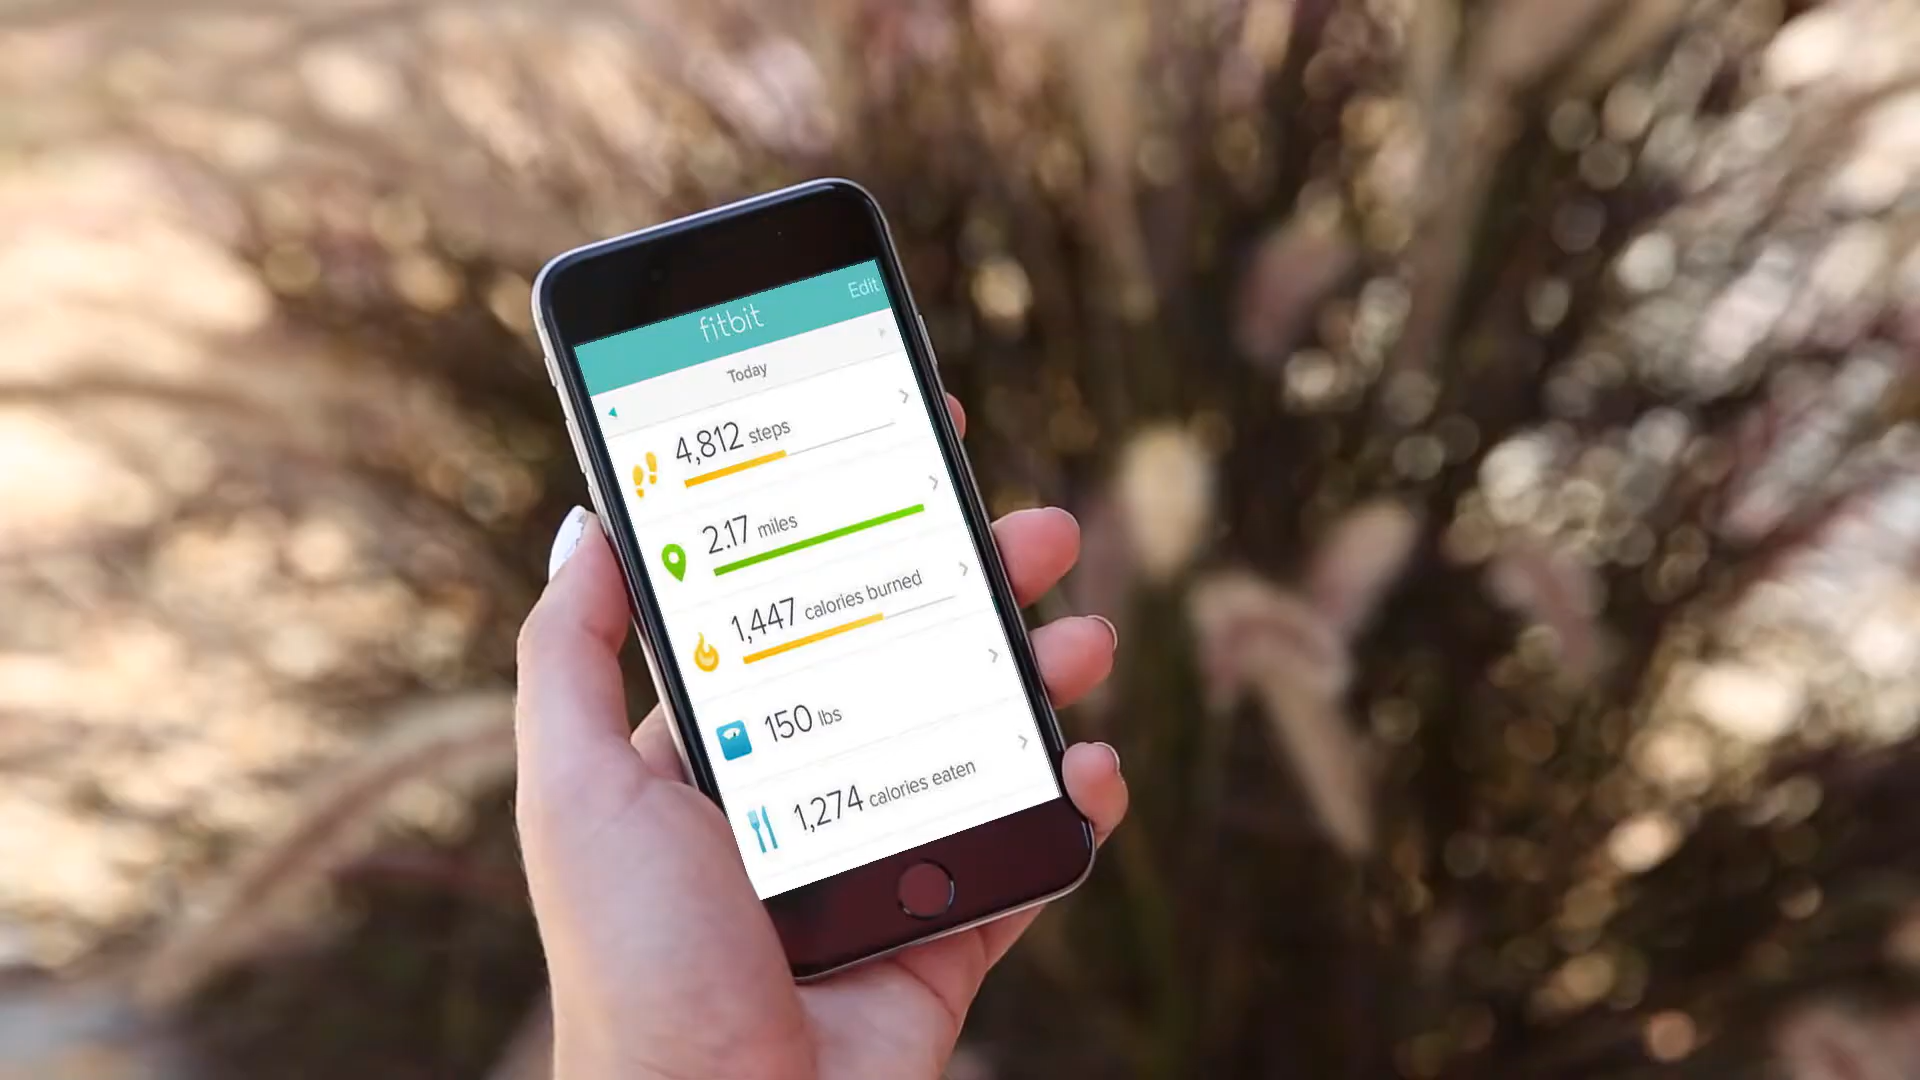 fitbit
Edit
Today
4,812 steps
2.17 miles
1,447 calories burned
150 lbs
1,274 calories eaten